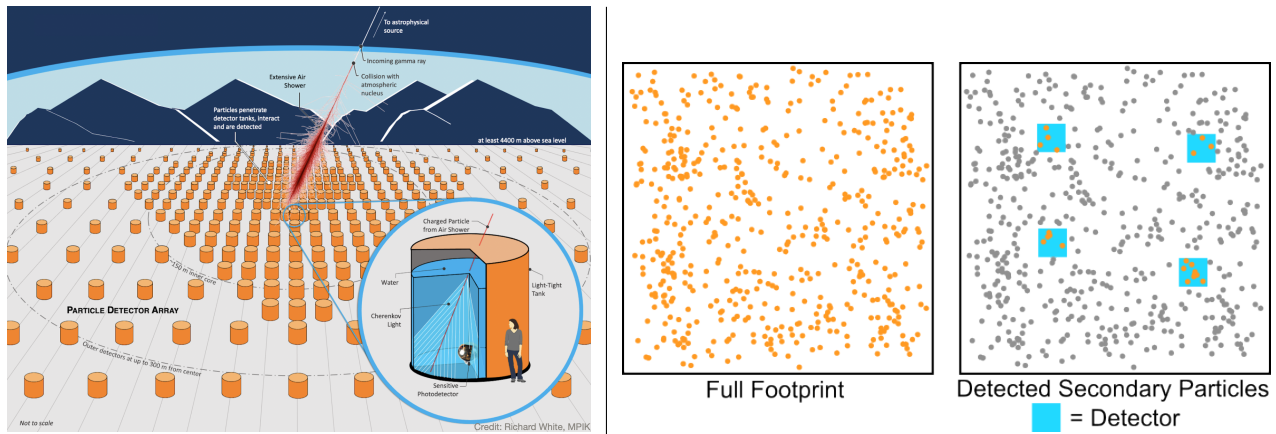 To astrophysical
source
Incoming gamma ray
Extensive Air
Shower
Collision with
atmospheric
nucleus
Particles penetrate
detector tanks, interact
and are detected
at least 4400 m above sea level
150 m inner core
PARTICLE DETECTOR ARRAY
Outer detectors at up to 300 m from center
Charged Particle
from Air Shower
Water
Light-Tight
Tank
Cherenkov
Light
Sensitive
Photodetector
Not to scale
Credit: Richard White, MPIK
Full Footprint
Detected Secondary Particles
= Detector